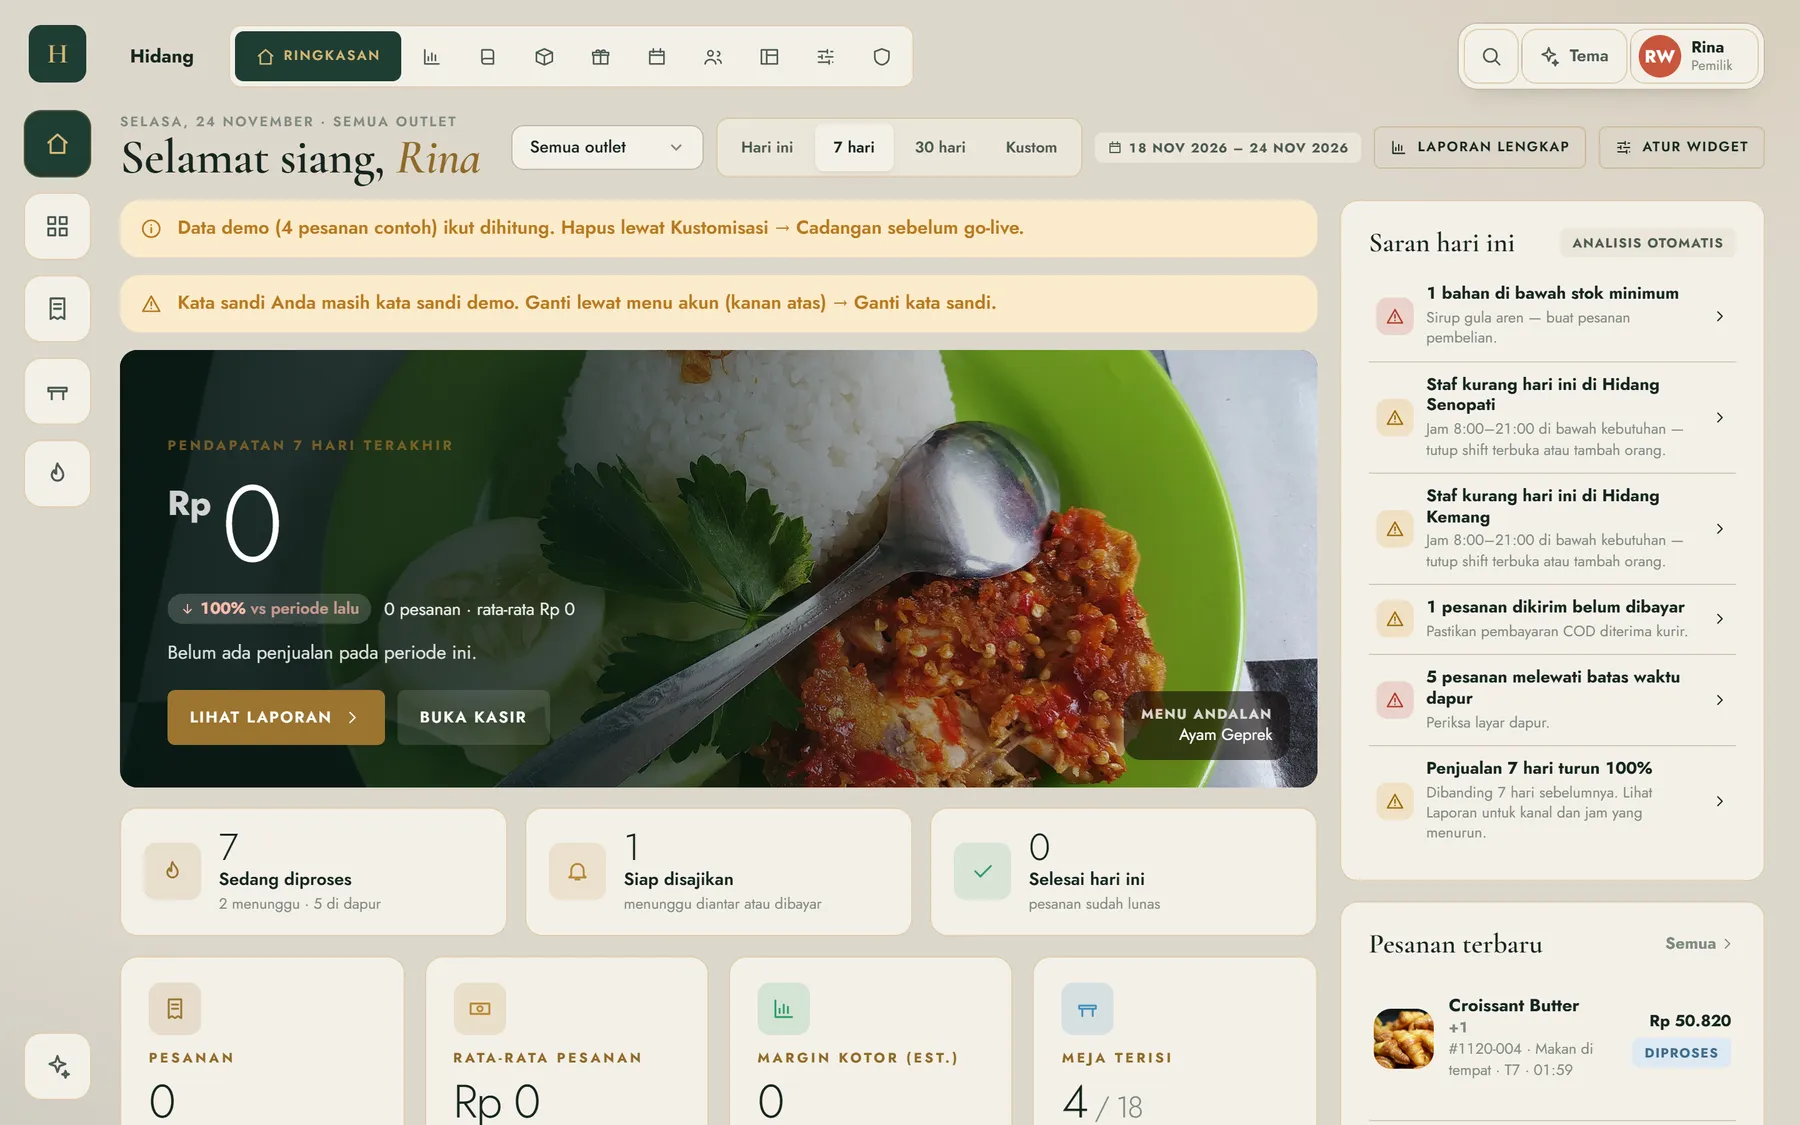 H
Hidang
RINGKASAN
Tema
RW
Rina
Pemilik
SELASA, 24 NOVEMBER · SEMUA OUTLET
Selamat siang, Rina
Semua outlet
Hari ini
7 hari
30 hari
Kustom
18 NOV 2026 – 24 NOV 2026
LAPORAN LENGKAP
ATUR WIDGET
Data demo (4 pesanan contoh) ikut dihitung. Hapus lewat Kustomisasi → Cadangan sebelum go-live.
Kata sandi Anda masih kata sandi demo. Ganti lewat menu akun (kanan atas) → Ganti kata sandi.
PENDAPATAN 7 HARI TERAKHIR
Rp 0
↓ 100% vs periode lalu
0 pesanan · rata-rata Rp 0
Belum ada penjualan pada periode ini.
LIHAT LAPORAN
BUKA KASIR
MENU ANDALAN
Ayam Geprek
7
Sedang diproses
2 menunggu · 5 di dapur
1
Siap disajikan
menunggu diantar atau dibayar
0
Selesai hari ini
pesanan sudah lunas
PESANAN
0
RATA-RATA PESANAN
Rp 0
MARGIN KOTOR (EST.)
0
MEJA TERISI
4 / 18
Saran hari ini
ANALISIS OTOMATIS
1 bahan di bawah stok minimum
Sirup gula aren — buat pesanan
pembelian.
Staf kurang hari ini di Hidang
Senopati
Jam 8:00–21:00 di bawah kebutuhan —
tutup shift terbuka atau tambah orang.
Staf kurang hari ini di Hidang
Kemang
Jam 8:00–21:00 di bawah kebutuhan —
tutup shift terbuka atau tambah orang.
1 pesanan dikirim belum dibayar
Pastikan pembayaran COD diterima kurir.
5 pesanan melewati batas waktu
dapur
Periksa layar dapur.
Penjualan 7 hari turun 100%
Dibanding 7 hari sebelumnya. Lihat
Laporan untuk kanal dan jam yang
menurun.
Pesanan terbaru
Semua
Croissant Butter
+1
#1120-004 · Makan di
tempat · T7 · 01:59
Rp 50.820
DIPROSES